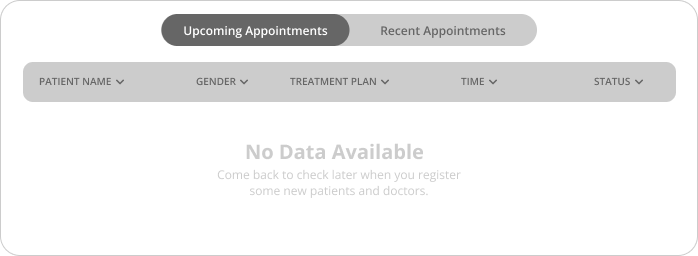 Upcoming Appointments Recent Appointments
PATIENT NAME GENDER TREATMENT PLAN TIME STATUS
No Data Available
Come back to check later when you register
some new patients and doctors.